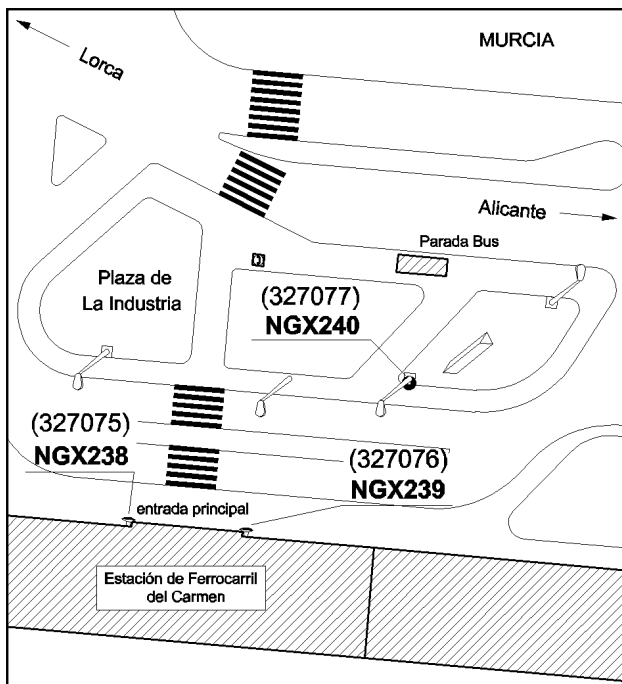 MURCIA
Lorca
Alicante
Parada Bus
Plaza de
La Industria
(327077)
NGX240
(327075)
NGX238
(327076)
NGX239
entrada principal
Estación de Ferrocarril
del Carmen